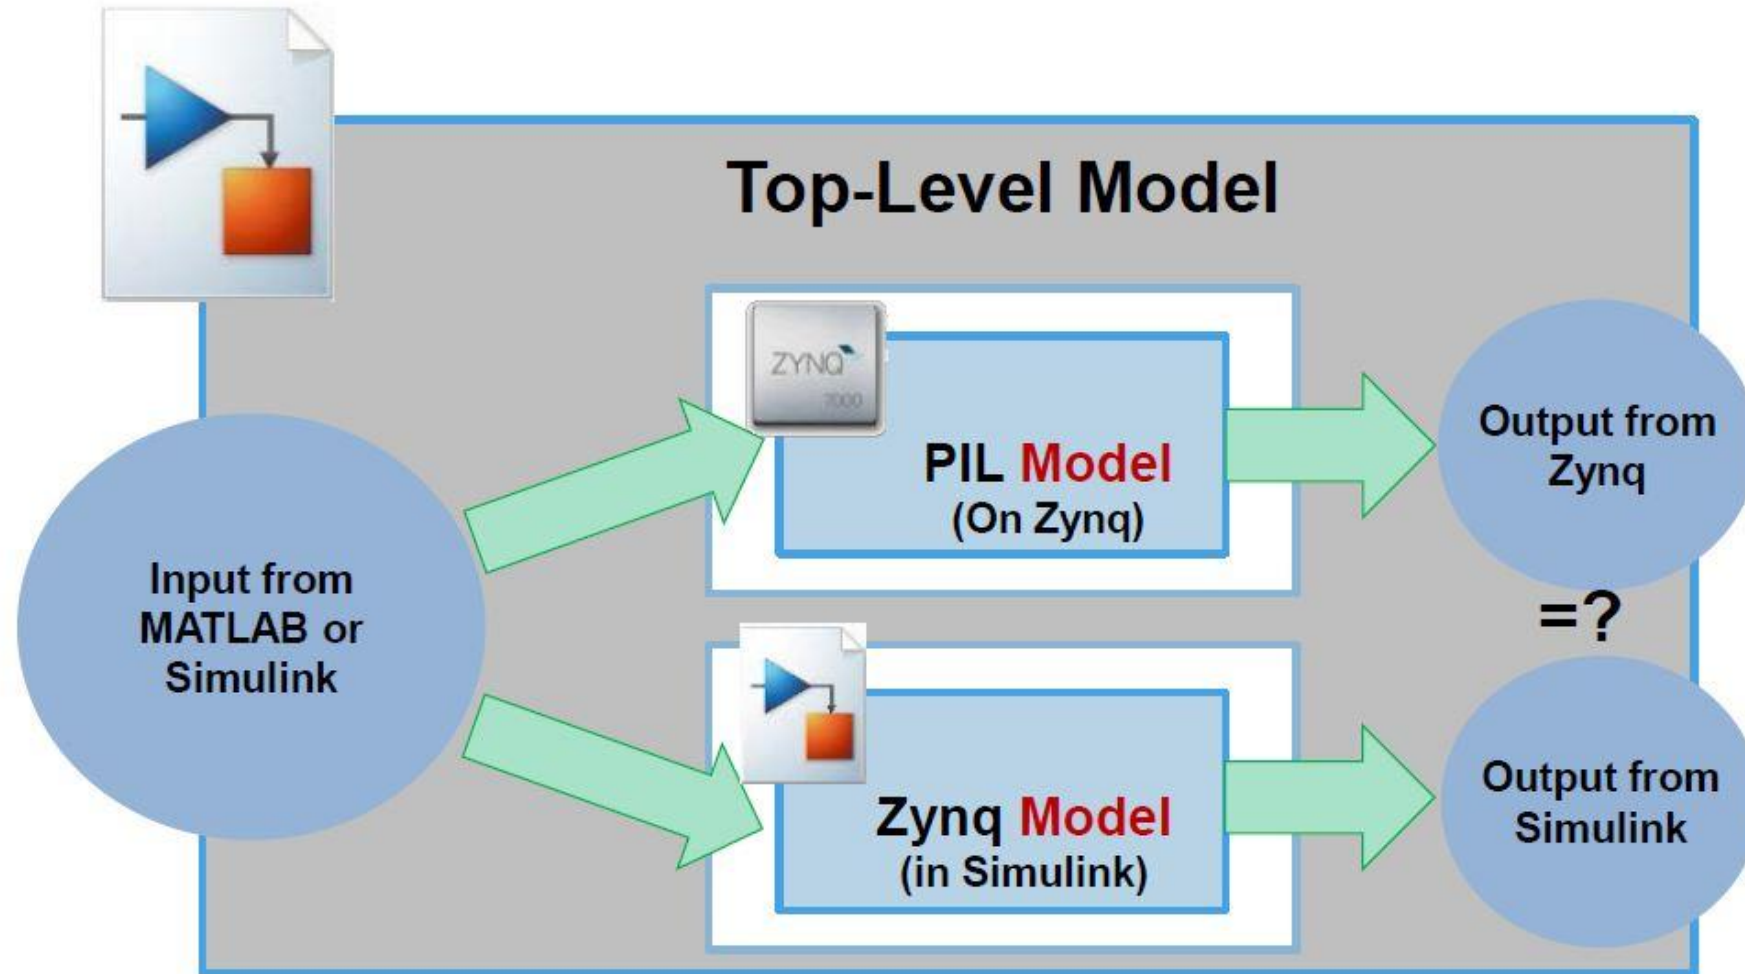 Top-Level Model
ZYNQ
7000
PIL Model
(On Zynq)
Output from
Zynq
Input from
MATLAB or
Simulink
=?
Zynq Model
(in Simulink)
Output from
Simulink